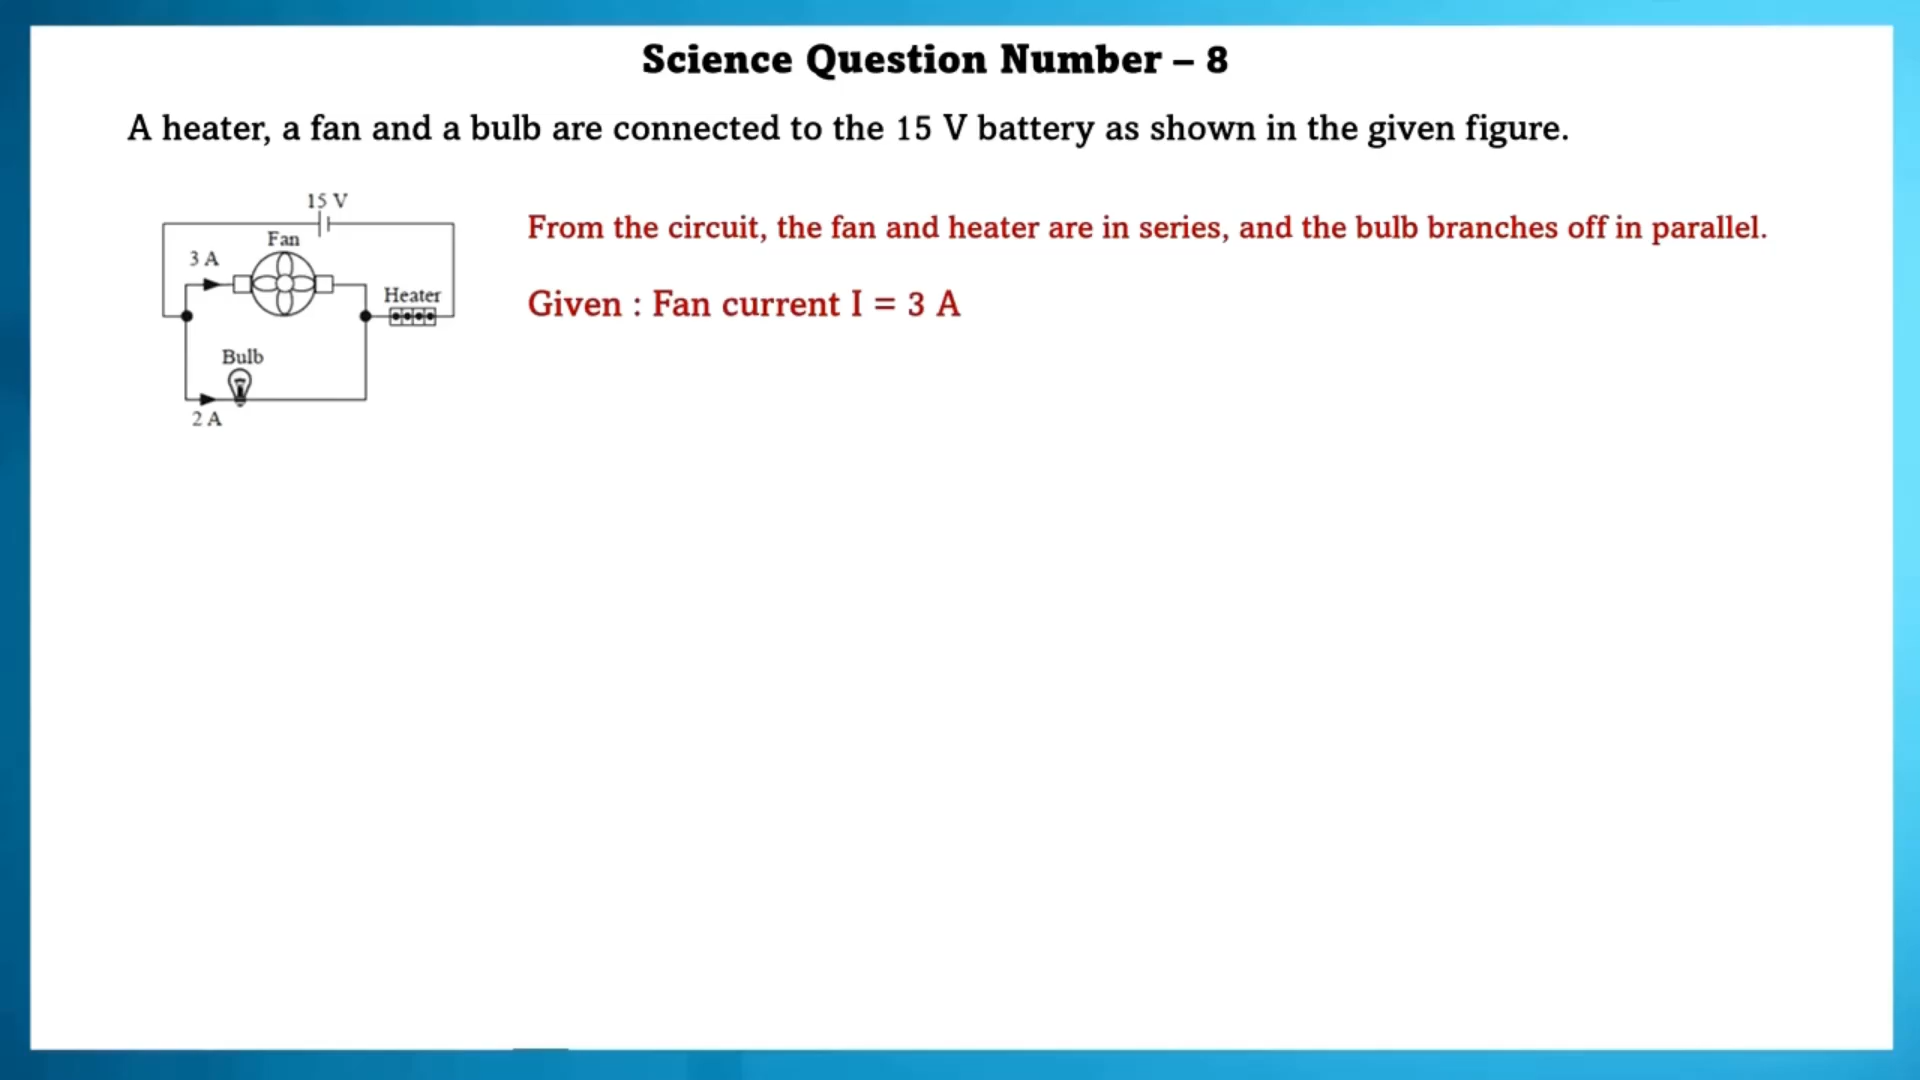 Science Question Number – 8
A heater, a fan and a bulb are connected to the 15 V battery as shown in the given figure.
15 V
Fan
3 A
Heater
Bulb
2 A
From the circuit, the fan and heater are in series, and the bulb branches off in parallel.
Given : Fan current I = 3 A